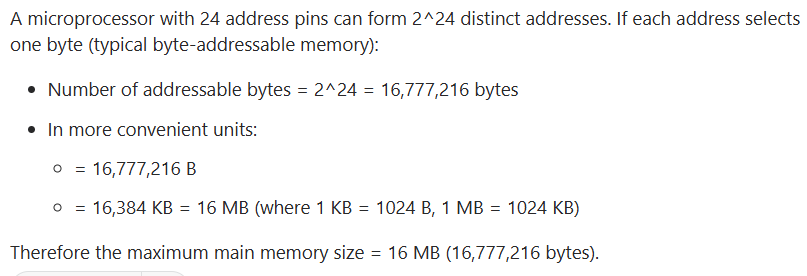 A microprocessor with 24 address pins can form 2^24 distinct addresses. If each address selects
one byte (typical byte-addressable memory):
• Number of addressable bytes = 2^24 = 16,777,216 bytes
• In more convenient units:
○ = 16,777,216 B
○ = 16,384 KB = 16 MB (where 1 KB = 1024 B, 1 MB = 1024 KB)
Therefore the maximum main memory size = 16 MB (16,777,216 bytes).